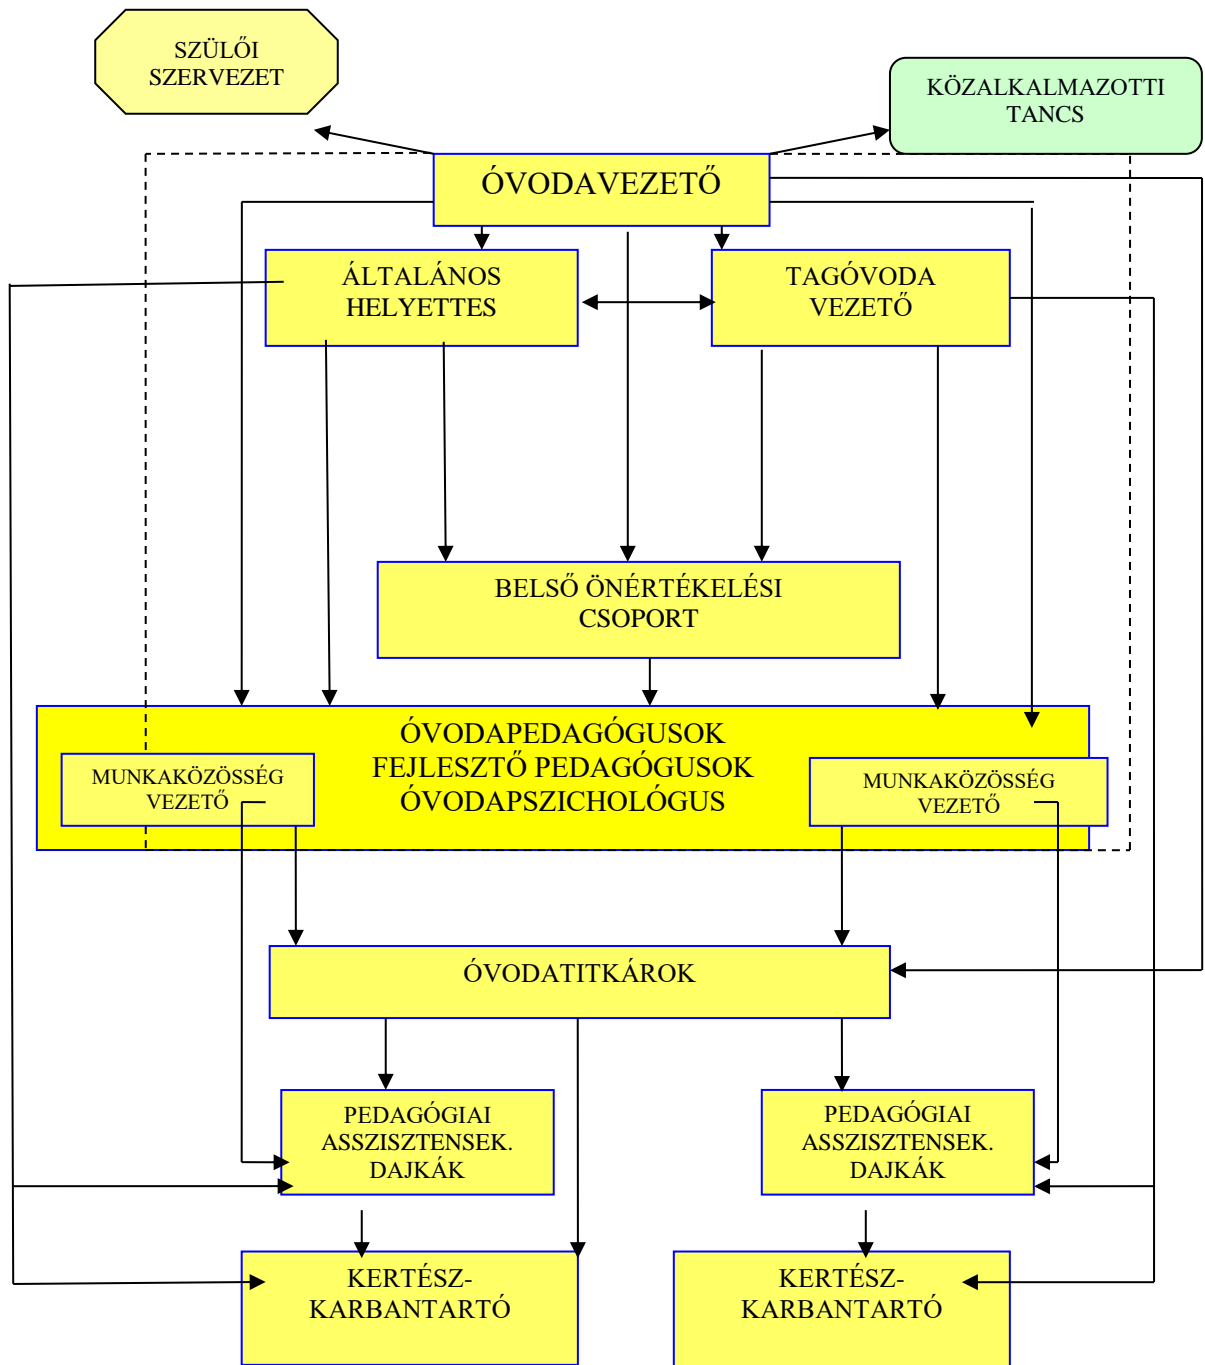 SZÜLŐI
SZERVEZET
KÖZALKALMAZOTTI
TANCS
ÓVODAVEZETŐ
ÁLTALÁNOS
HELYETTES
TAGÓVODA
VEZETŐ
BELSŐ ÖNÉRTÉKELÉSI
CSOPORT
ÓVODAPEDAGÓGUSOK
FEJLESZTŐ PEDAGÓGUSOK
ÓVODAPSZICHOLÓGUS
MUNKAKÖZÖSSÉG
VEZETŐ
MUNKAKÖZÖSSÉG
VEZETŐ
ÓVODATITKÁROK
PEDAGÓGIAI
ASSZISZTENSEK.
DAJKÁK
PEDAGÓGIAI
ASSZISZTENSEK.
DAJKÁK
KERTÉSZ-
KARBANTARTÓ
KERTÉSZ-
KARBANTARTÓ